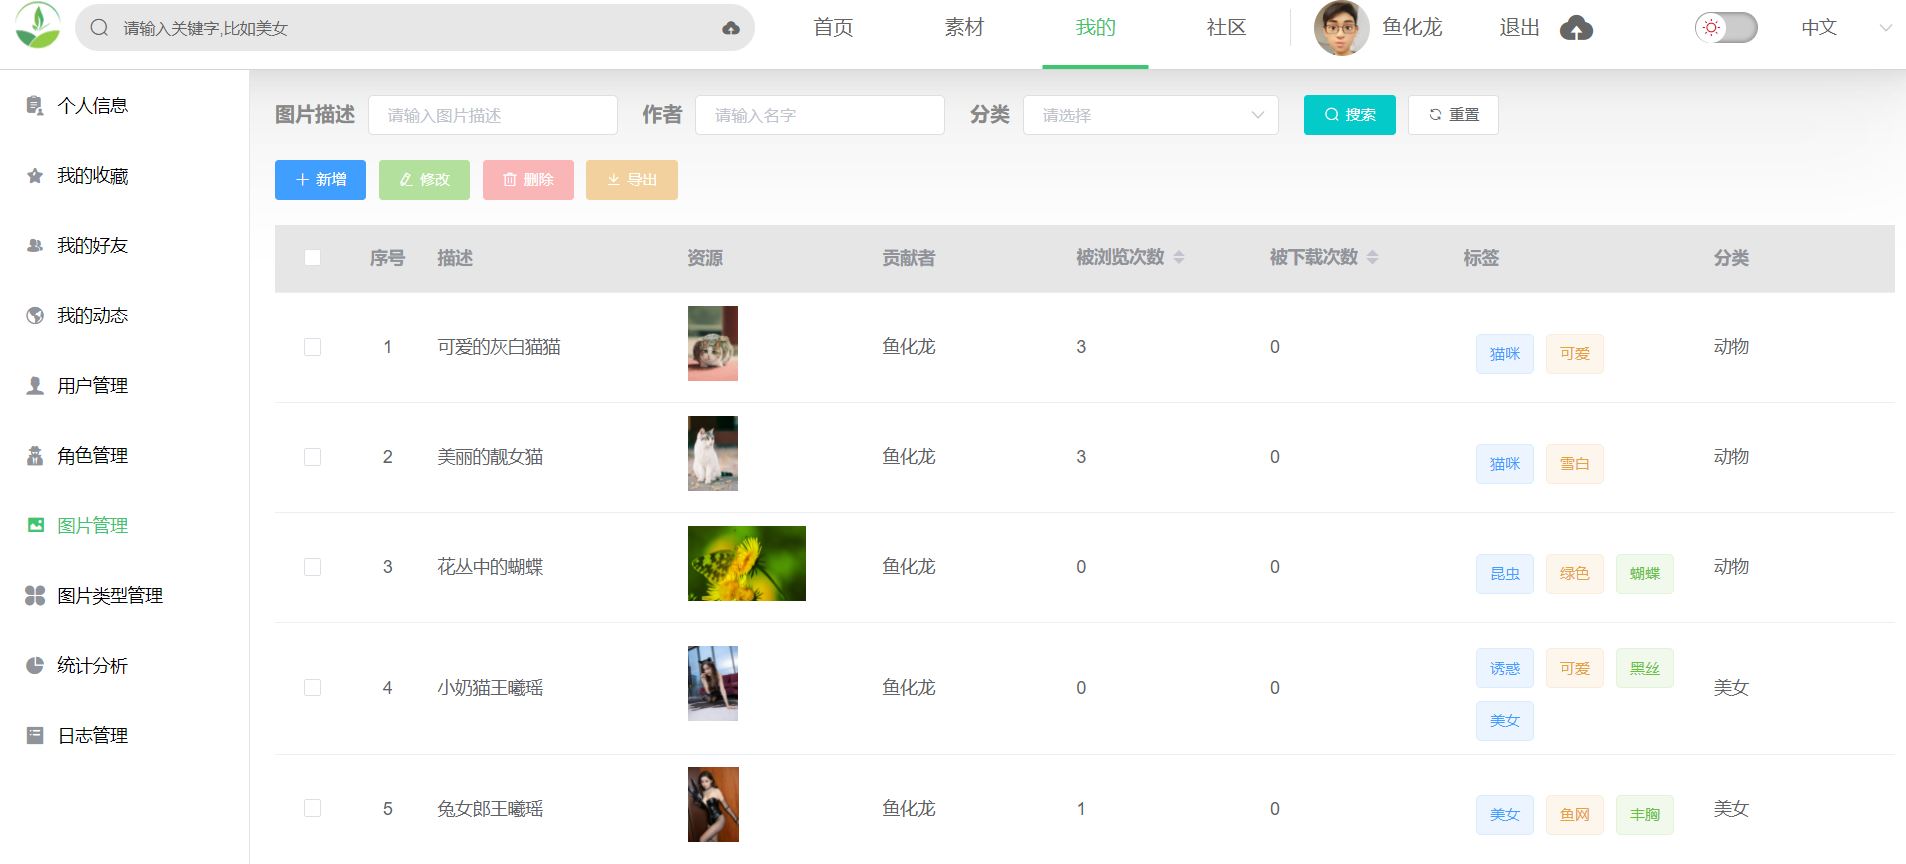 请输入关键字,比如美女 首页 素材 我的 社区 鱼化龙 退出 中文
个人信息
我的收藏
我的好友
我的动态
用户管理
角色管理
图片管理
图片类型管理
统计分析
日志管理
图片描述 请输入图片描述 作者 请输入名字 分类 请选择 搜索 重置
新增 修改 删除 导出
序号 描述 资源 贡献者 被浏览次数 被下载次数 标签 分类
1 可爱的灰白猫猫 鱼化龙 3 0 猫咪 可爱 动物
2 美丽的靓女猫 鱼化龙 3 0 猫咪 雪白 动物
3 花丛中的蝴蝶 鱼化龙 0 0 昆虫 绿色 蝴蝶 动物
4 小奶猫王曦瑶 鱼化龙 0 0 诱惑 可爱 黑丝 美女
美女
5 兔女郎王曦瑶 鱼化龙 1 0 美女 鱼网 丰胸 美女